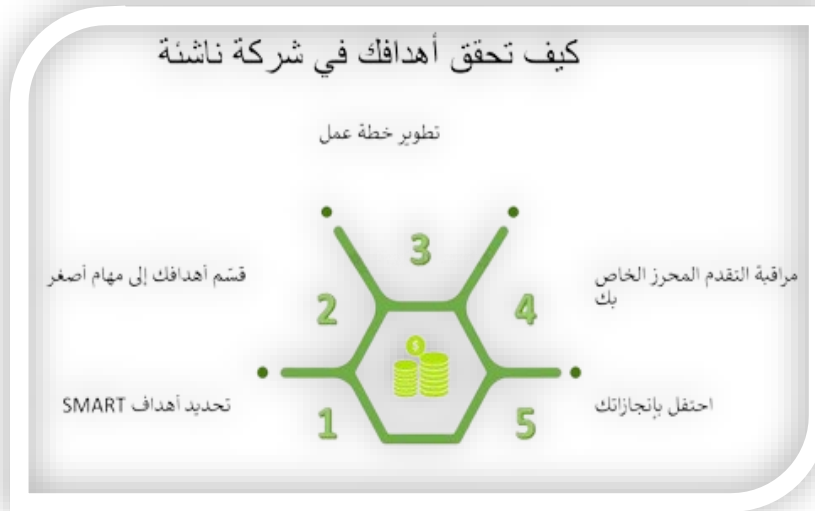 كيف تحقق أهدافك في شركة ناشئة
تطوير خطة عمل
3
قسّم أهدافك إلى مهام أصغر
2
4
مراقبة التقدم المحرز الخاص
بك
$
تحديد أهداف SMART
1
5
احتفل بإنجازاتك